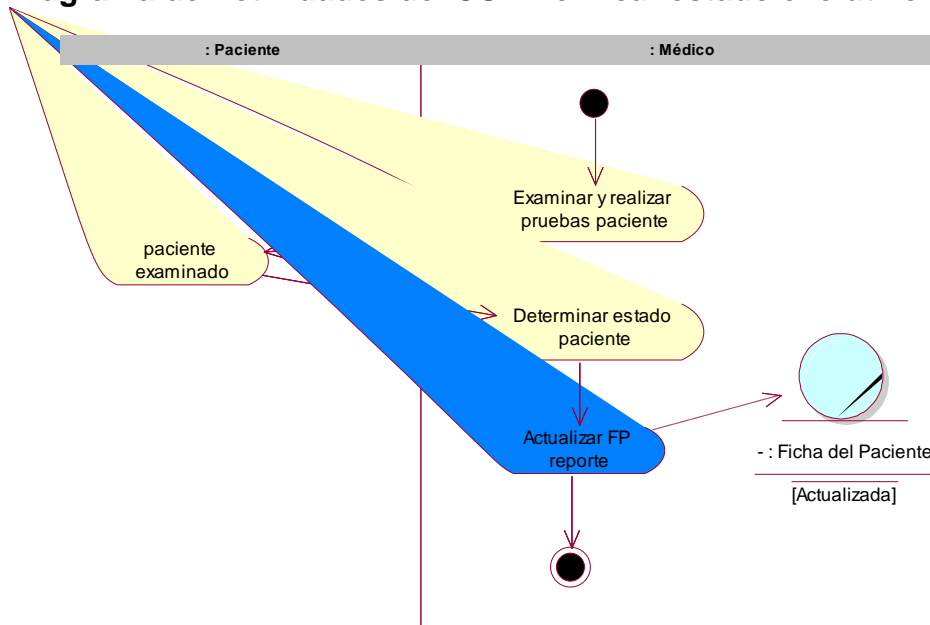 : Paciente
: Médico
Examinar y realizar
pruebas paciente
paciente
examinado
Determinar estado
paciente
Actualizar FP
reporte
- : Ficha del Paciente
[Actualizada]